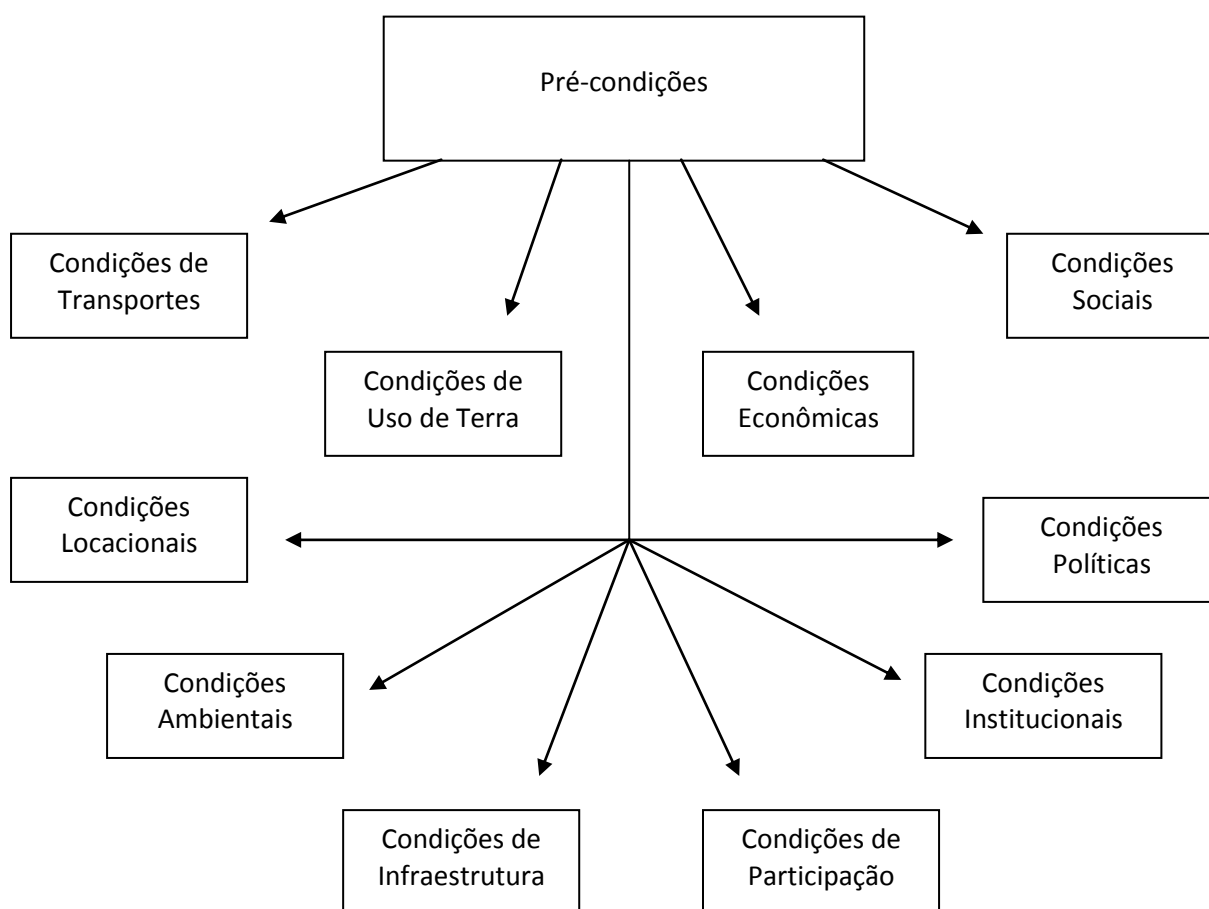 Pré-condições
Condições de
Transportes
Condições
Sociais
Condições de
Uso de Terra
Condições
Econômicas
Condições
Locacionais
Condições
Políticas
Condições
Ambientais
Condições
Institucionais
Condições de
Infraestrutura
Condições de
Participação